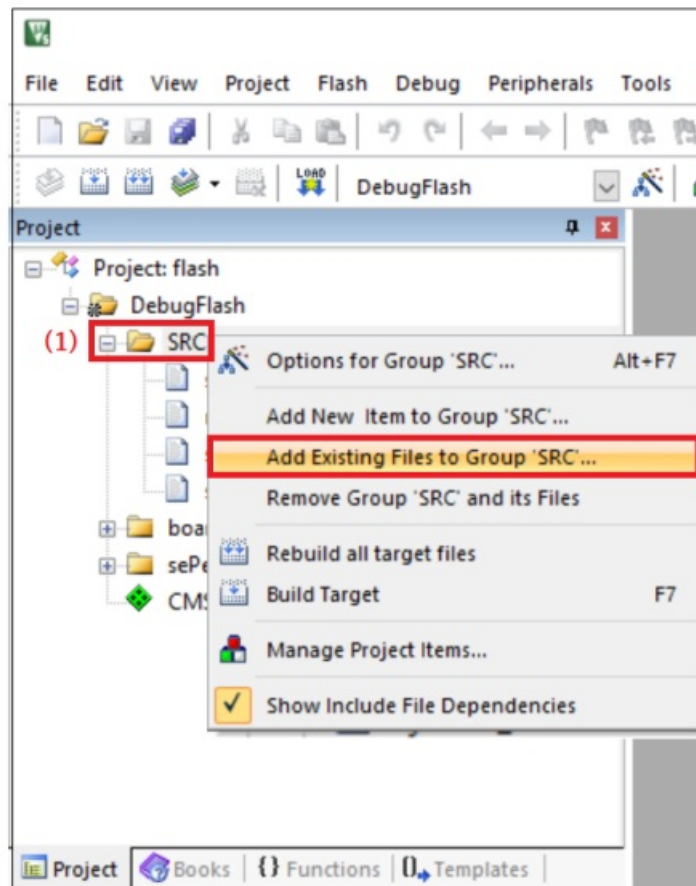 File Edit View Project Flash Debug Peripherals Tools
LOAD DebugFlash
Project
Project: flash
DebugFlash
(1) SRC
Options for Group 'SRC'... Alt+F7
Add New Item to Group 'SRC'...
Add Existing Files to Group 'SRC'...
Remove Group 'SRC' and its Files
Rebuild all target files
Build Target F7
Manage Project Items...
Show Include File Dependencies
Project Books {} Functions Templates